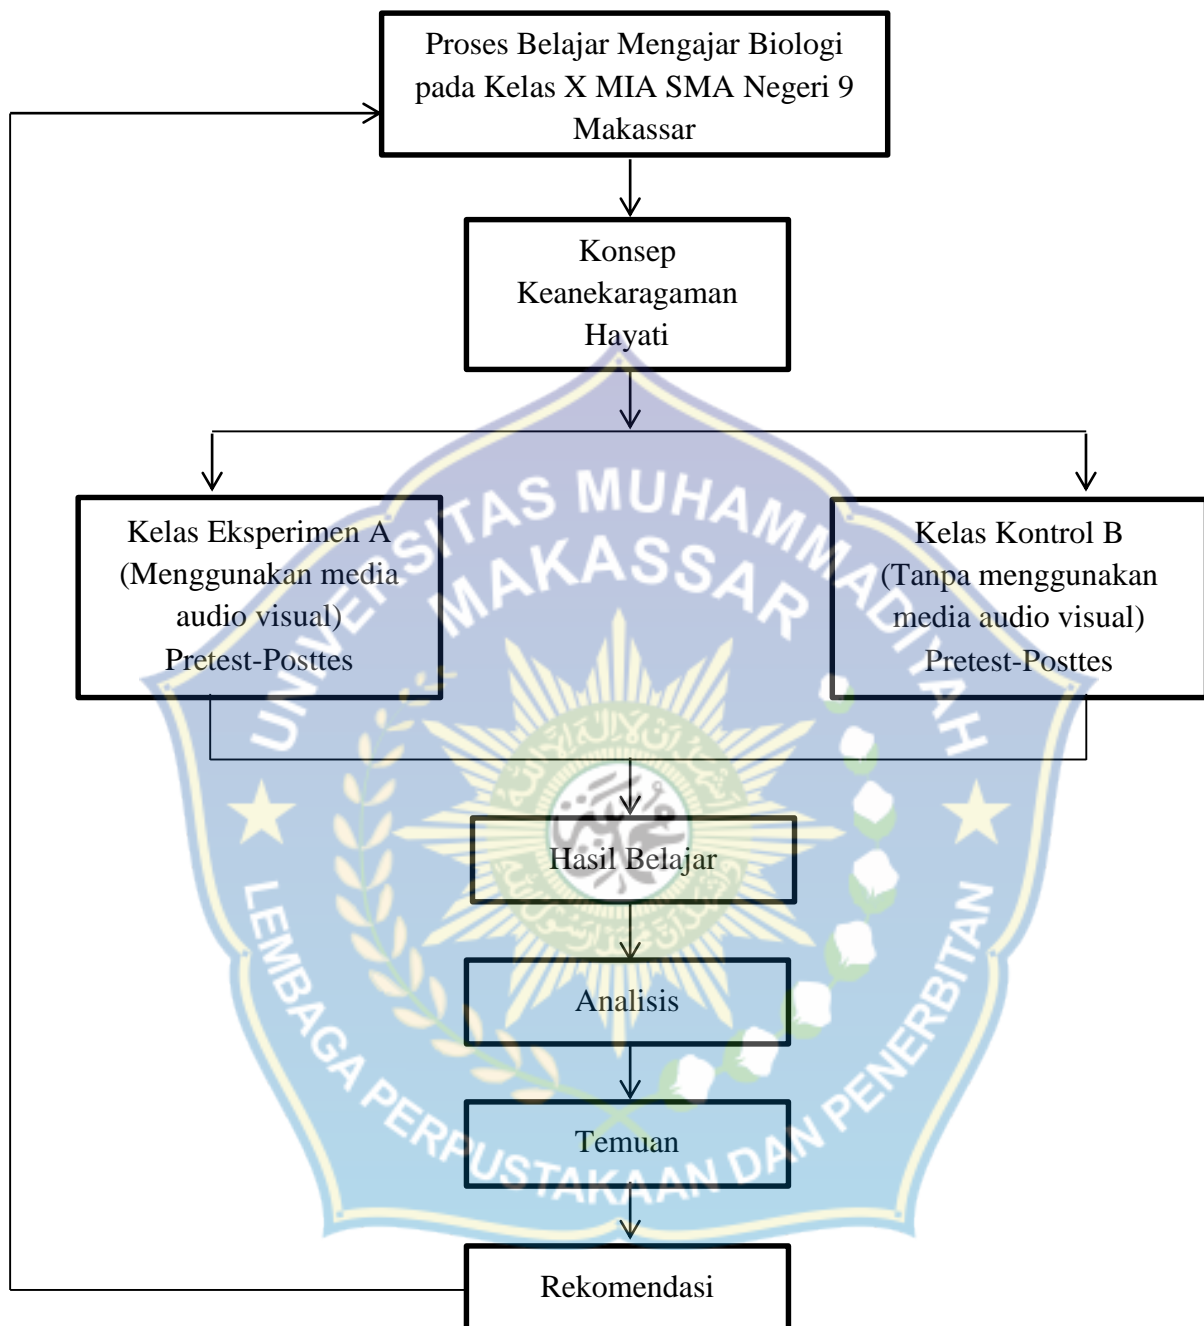 Proses Belajar Mengajar Biologi
pada Kelas X MIA SMA Negeri 9
Makassar
Konsep
Keanekaragaman
Hayati
Kelas Eksperimen A
(Menggunakan media
audio visual)
Pretest-Posttes
Kelas Kontrol B
(Tanpa menggunakan
media audio visual)
Pretest-Posttes
UNIVERSITAS MUHAMMADIYAH
MAKASSAR
Hasil Belajar
Analisis
Temuan
LEMBAGA PERPUSTAKAAN DAN PENERBITAN
Rekomendasi